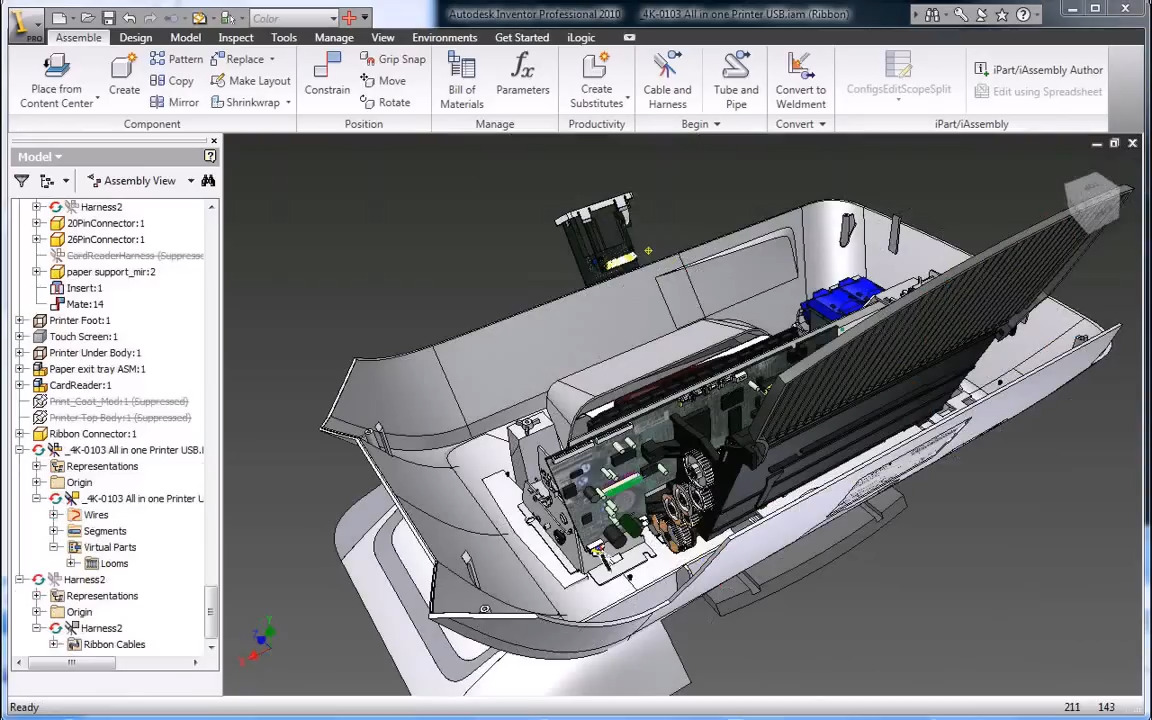 Color
Autodesk Inventor Professional 2010 _4K-0103 All in one Printer USB.iam (Ribbon)
PRO
Assemble Design Model Inspect Tools Manage View Environments Get Started iLogic
Place from Content Center
Create
Pattern
Copy
Mirror
Replace
Make Layout
Shrinkwrap
Component
Constrain
Grip Snap
Move
Rotate
Position
Bill of Materials
Parameters
Manage
Create Substitutes
Productivity
Cable and Harness
Tube and Pipe
Begin
Convert to Weldment
Convert
ConfigsEditScopeSplit
iPart/iAssembly Author
Edit using Spreadsheet
iPart/iAssembly
Model
Assembly View
Harness2
20PinConnector:1
26PinConnector:1
CardReaderHarness (Suppresse
paper support_mir:2
Insert:1
Mate:14
Printer Foot:1
Touch Screen:1
Printer Under Body:1
Paper exit tray ASM:1
CardReader:1
Print_Coat_Mod:1 (Suppressed)
Printer Top Body:1 (Suppressed)
Ribbon Connector:1
_4K-0103 All in one Printer USB.I
Representations
Origin
_4K-0103 All in one Printer U
Wires
Segments
Virtual Parts
Looms
Harness2
Representations
Origin
Harness2
Ribbon Cables
Ready
211 143